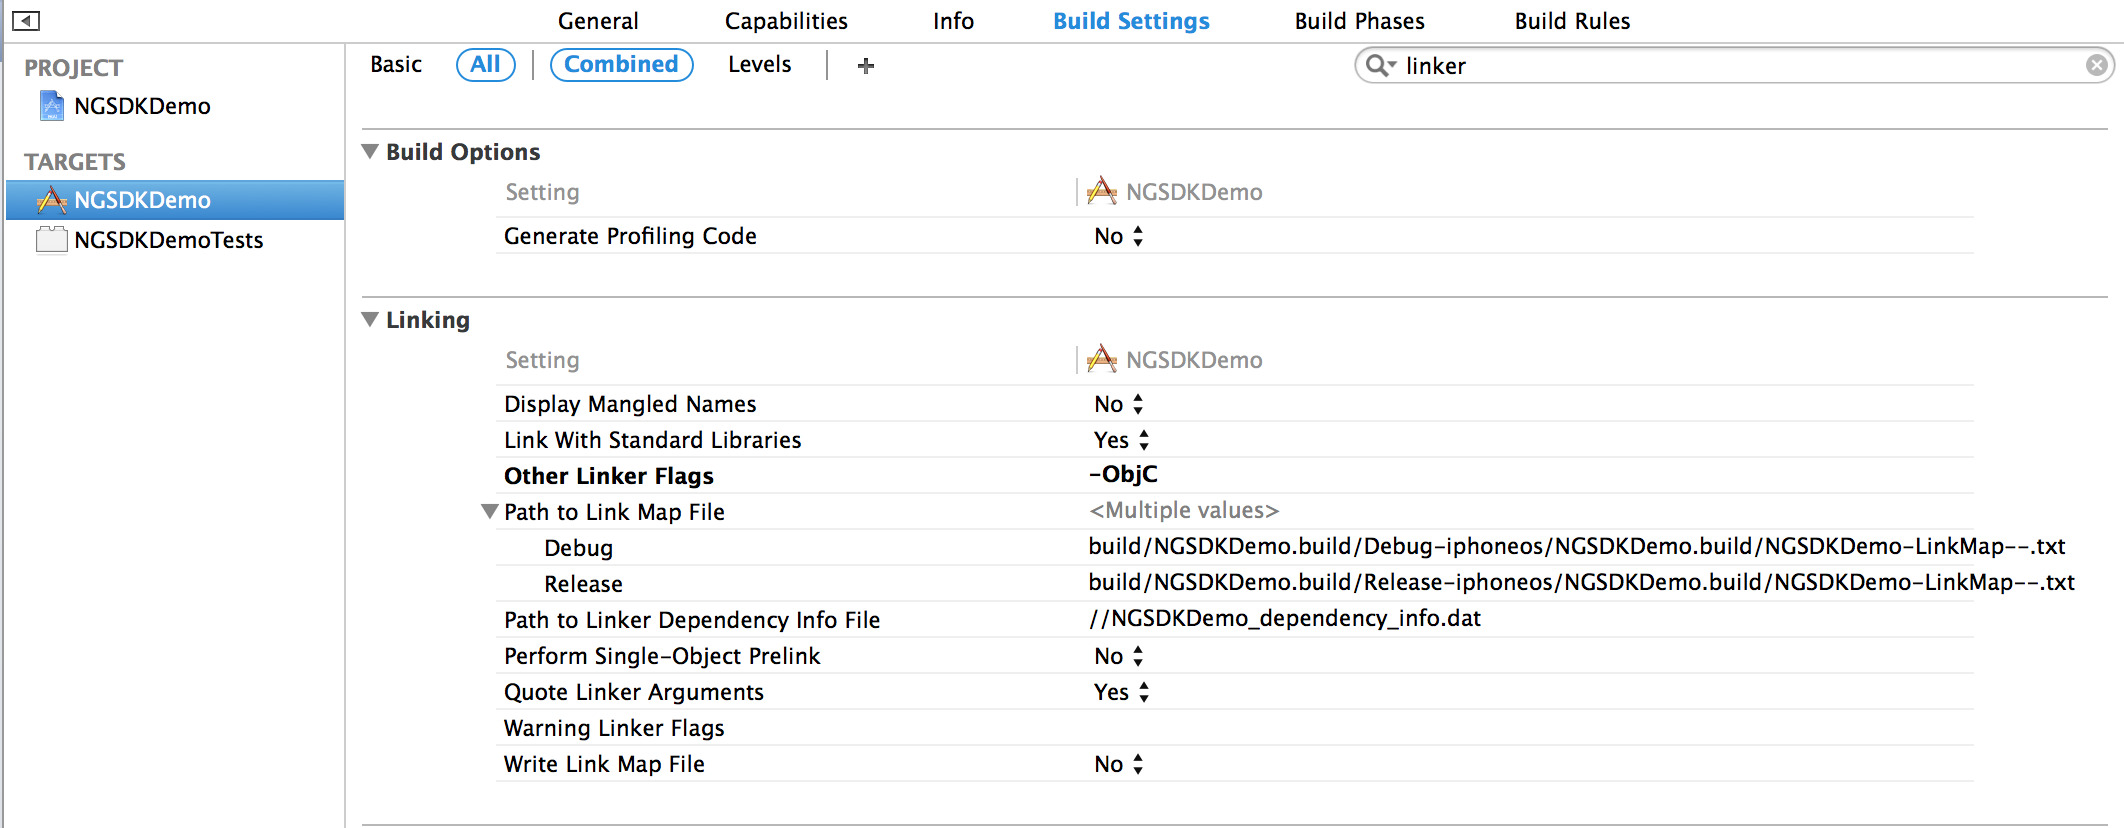 General Capabilities Info Build Settings Build Phases Build Rules
PROJECT
NGSDKDemo
TARGETS
NGSDKDemo
NGSDKDemoTests
Basic All Combined Levels + linker
Build Options
Setting NGSDKDemo
Generate Profiling Code No
Linking
Setting NGSDKDemo
Display Mangled Names No
Link With Standard Libraries Yes
Other Linker Flags -ObjC
Path to Link Map File <Multiple values>
Debug build/NGSDKDemo.build/Debug-iphoneos/NGSDKDemo.build/NGSDKDemo-LinkMap--.txt
Release build/NGSDKDemo.build/Release-iphoneos/NGSDKDemo.build/NGSDKDemo-LinkMap--.txt
Path to Linker Dependency Info File //NGSDKDemo_dependency_info.dat
Perform Single-Object Prelink No
Quote Linker Arguments Yes
Warning Linker Flags
Write Link Map File No